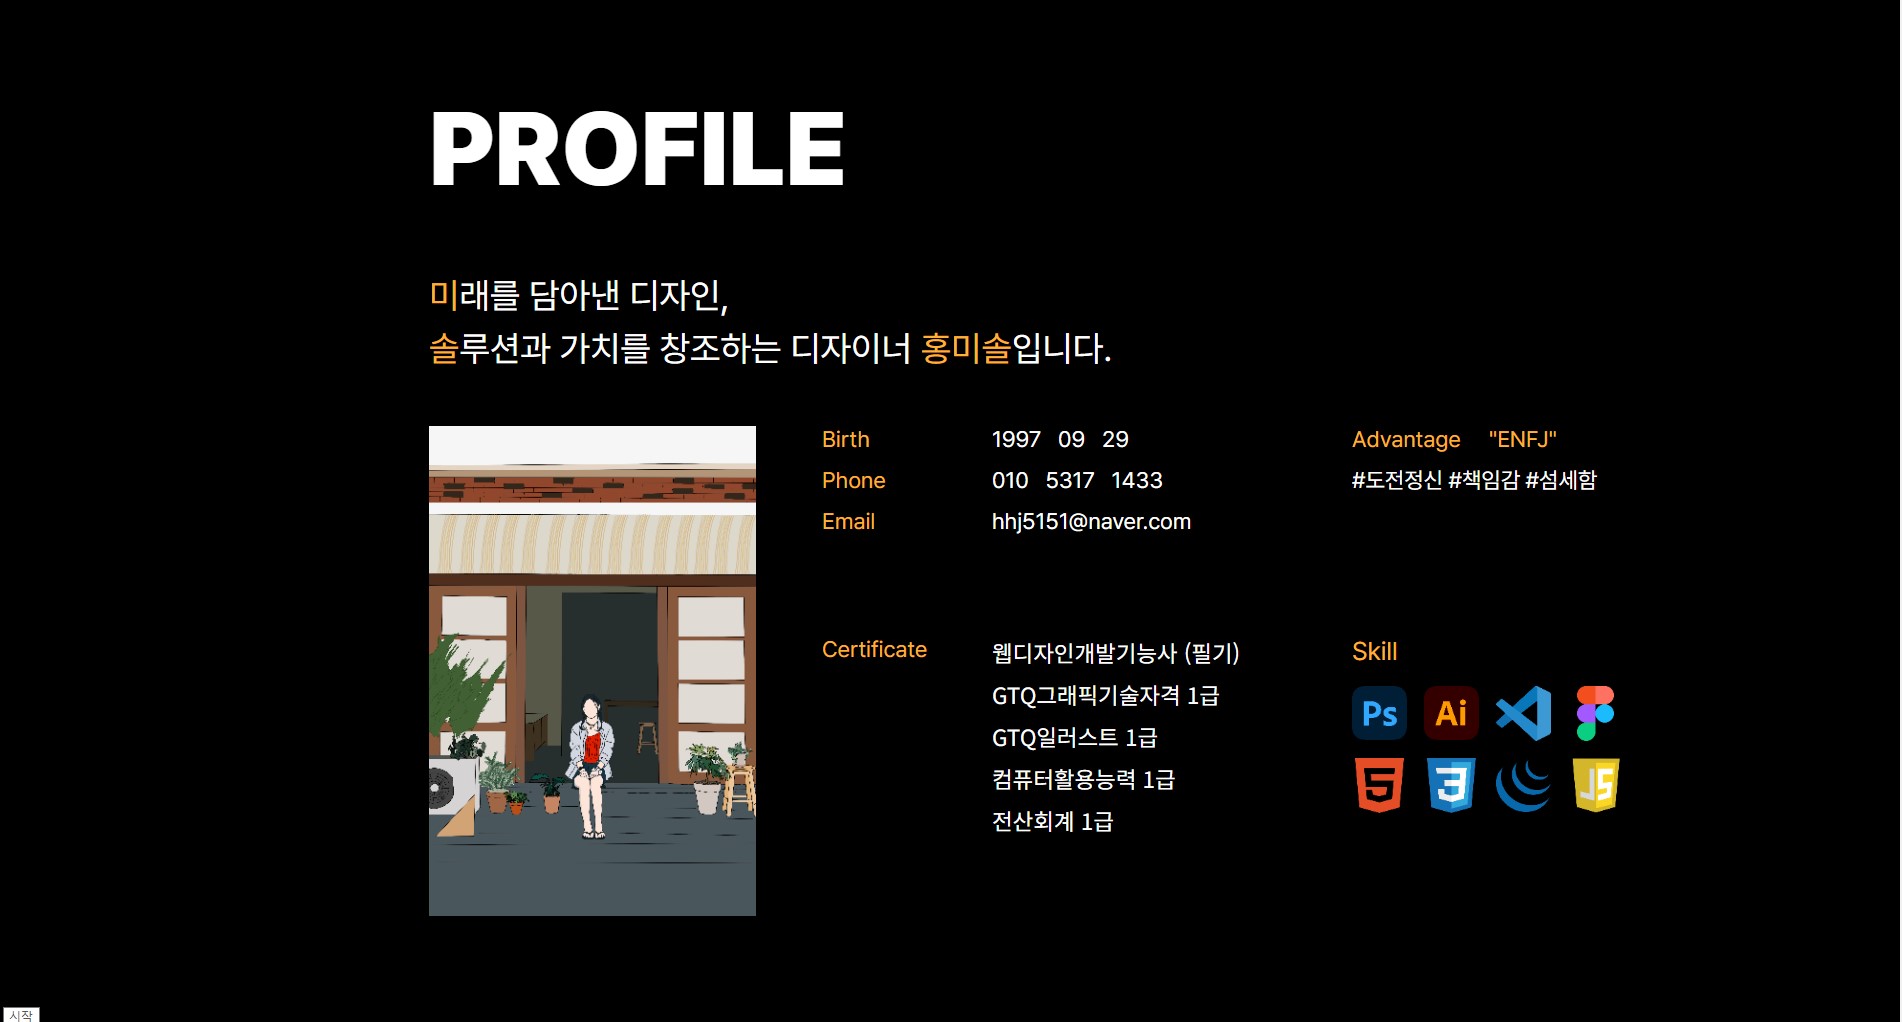 PROFILE
미래를 담아낸 디자인,
솔루션과 가치를 창조하는 디자이너 홍미솔입니다.
Birth 1997 09 29
Phone 010 5317 1433
Email hhj5151@naver.com
Advantage "ENFJ"
#도전정신 #책임감 #섬세함
Certificate 웹디자인개발기능사 (필기)
GTQ그래픽기술자격 1급
GTQ일러스트 1급
컴퓨터활용능력 1급
전산회계 1급
Skill
Ps Ai
5 3 JS
시작